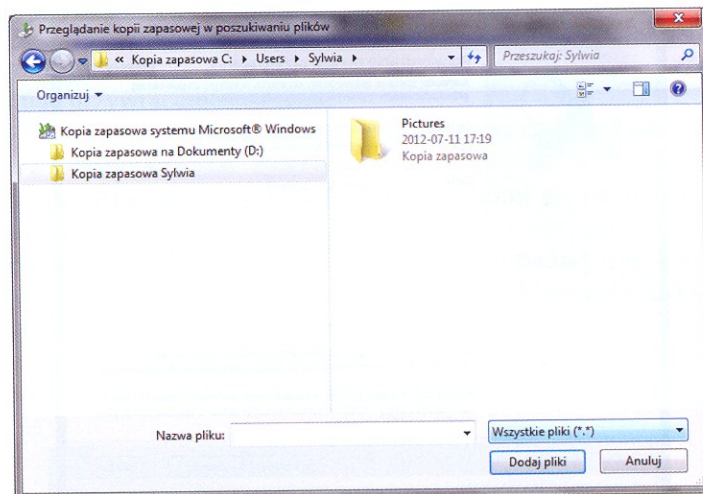 Przeglądanie kopii zapasowej w poszukiwaniu plików
« Kopia zapasowa C: ▸ Users ▸ Sylwia ▸
Przeszukaj: Sylwia
Organizuj
Kopia zapasowa systemu Microsoft® Windows
Kopia zapasowa na Dokumenty (D:)
Kopia zapasowa Sylwia
Pictures
2012-07-11 17:19
Kopia zapasowa
Nazwa pliku:
Wszystkie pliki (*.*)
Dodaj pliki
Anuluj